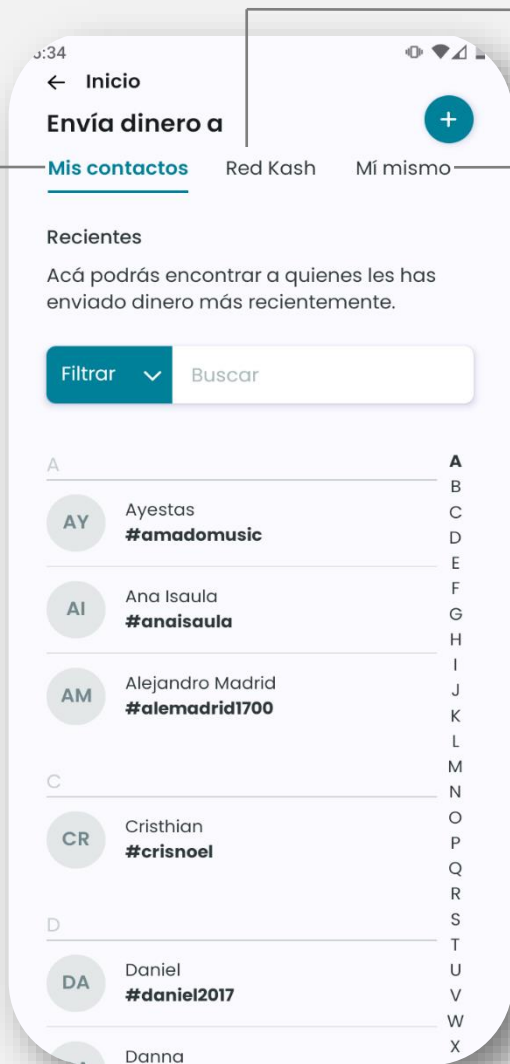 :34
← Inicio
Envía dinero a
+
Mis contactos Red Kash Mí mismo
Recientes
Acá podrás encontrar a quienes les has
enviado dinero más recientemente.
Filtrar Buscar
A
AY Ayestas
#amadomusic
AI Ana Isaula
#anaisaula
AM Alejandro Madrid
#alemadrid1700
C
CR Cristhian
#crisnoel
D
DA Daniel
#daniel2017
Danna
A
B
C
D
E
F
G
H
I
J
K
L
M
N
O
P
Q
R
S
T
U
V
W
X